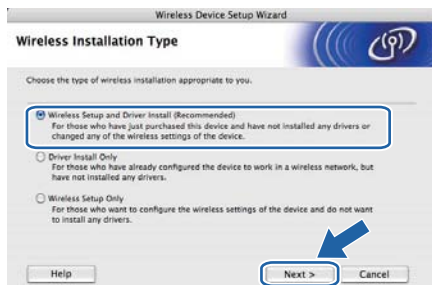 Wireless Device Setup Wizard
Wireless Installation Type
Choose the type of wireless installation appropriate to you.
Wireless Setup and Driver Install (Recommended)
For those who have just purchased this device and have not installed any drivers or
changed any of the wireless settings of the device.
Driver Install Only
For those who have already configured the device to work in a wireless network, but
have not installed any drivers.
Wireless Setup Only
For those who want to configure the wireless settings of the device and do not want
to install any drivers.
Help
Next >
Cancel